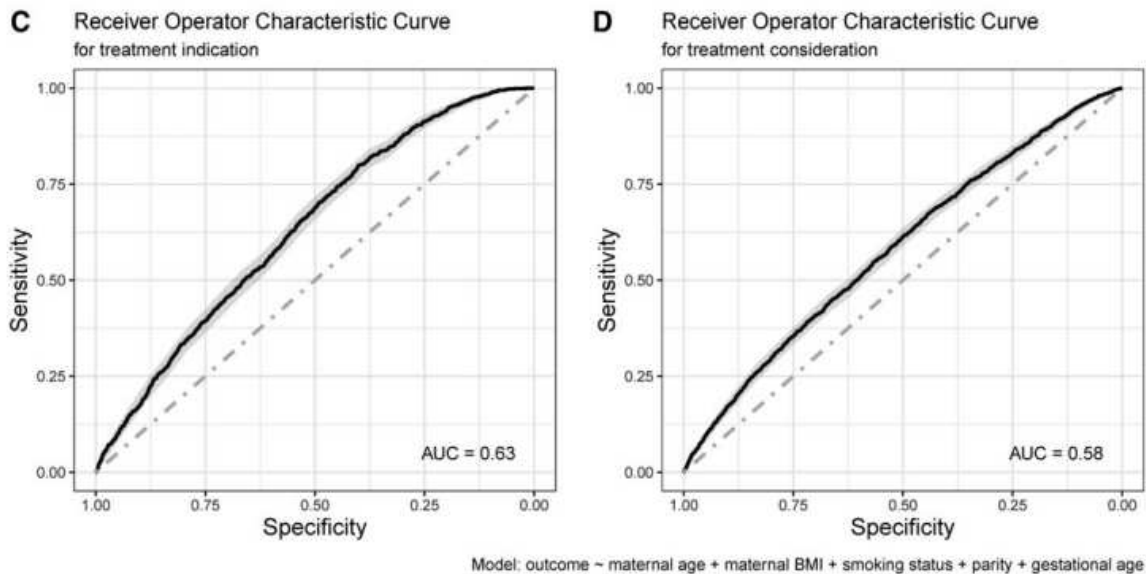 C Receiver Operator Characteristic Curve
for treatment indication
1.00
0.75
0.50
0.25
0.00
Sensitivity
AUC = 0.63
1.00 0.75 0.50 0.25 0.00
Specificity
D Receiver Operator Characteristic Curve
for treatment consideration
1.00
0.75
0.50
0.25
0.00
Sensitivity
AUC = 0.58
1.00 0.75 0.50 0.25 0.00
Specificity
Model: outcome ~ maternal age + maternal BMI + smoking status + parity + gestational age